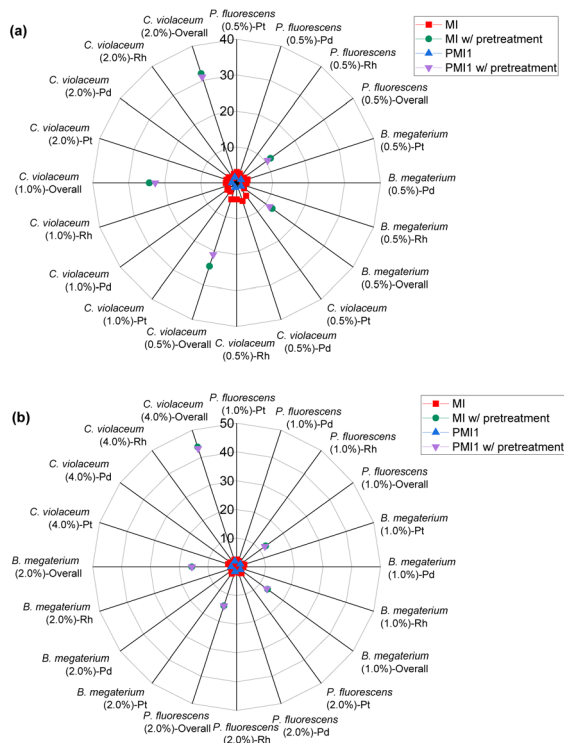 (a)
MI
MI w/ pretreatment
PMI1
PMI1 w/ pretreatment
40
30
20
10
P. fluorescens
(0.5%)-Pt
P. fluorescens
(0.5%)-Pd
P. fluorescens
(0.5%)-Rh
P. fluorescens
(0.5%)-Overall
B. megaterium
(0.5%)-Pt
B. megaterium
(0.5%)-Pd
B. megaterium
(0.5%)-Rh
B. megaterium
(0.5%)-Overall
C. violaceum
(0.5%)-Pt
C. violaceum
(0.5%)-Pd
C. violaceum
(0.5%)-Rh
C. violaceum
(0.5%)-Overall
C. violaceum
(1.0%)-Pt
C. violaceum
(1.0%)-Pd
C. violaceum
(1.0%)-Rh
C. violaceum
(1.0%)-Overall
C. violaceum
(2.0%)-Pt
C. violaceum
(2.0%)-Pd
C. violaceum
(2.0%)-Rh
C. violaceum
(2.0%)-Overall
(b)
MI
MI w/ pretreatment
PMI1
PMI1 w/ pretreatment
50
40
30
20
10
P. fluorescens
(1.0%)-Pt
P. fluorescens
(1.0%)-Pd
P. fluorescens
(1.0%)-Rh
P. fluorescens
(1.0%)-Overall
B. megaterium
(1.0%)-Pt
B. megaterium
(1.0%)-Pd
B. megaterium
(1.0%)-Rh
B. megaterium
(1.0%)-Overall
P. fluorescens
(2.0%)-Pt
P. fluorescens
(2.0%)-Pd
P. fluorescens
(2.0%)-Rh
P. fluorescens
(2.0%)-Overall
B. megaterium
(2.0%)-Pt
B. megaterium
(2.0%)-Pd
B. megaterium
(2.0%)-Rh
B. megaterium
(2.0%)-Overall
C. violaceum
(4.0%)-Pt
C. violaceum
(4.0%)-Pd
C. violaceum
(4.0%)-Rh
C. violaceum
(4.0%)-Overall